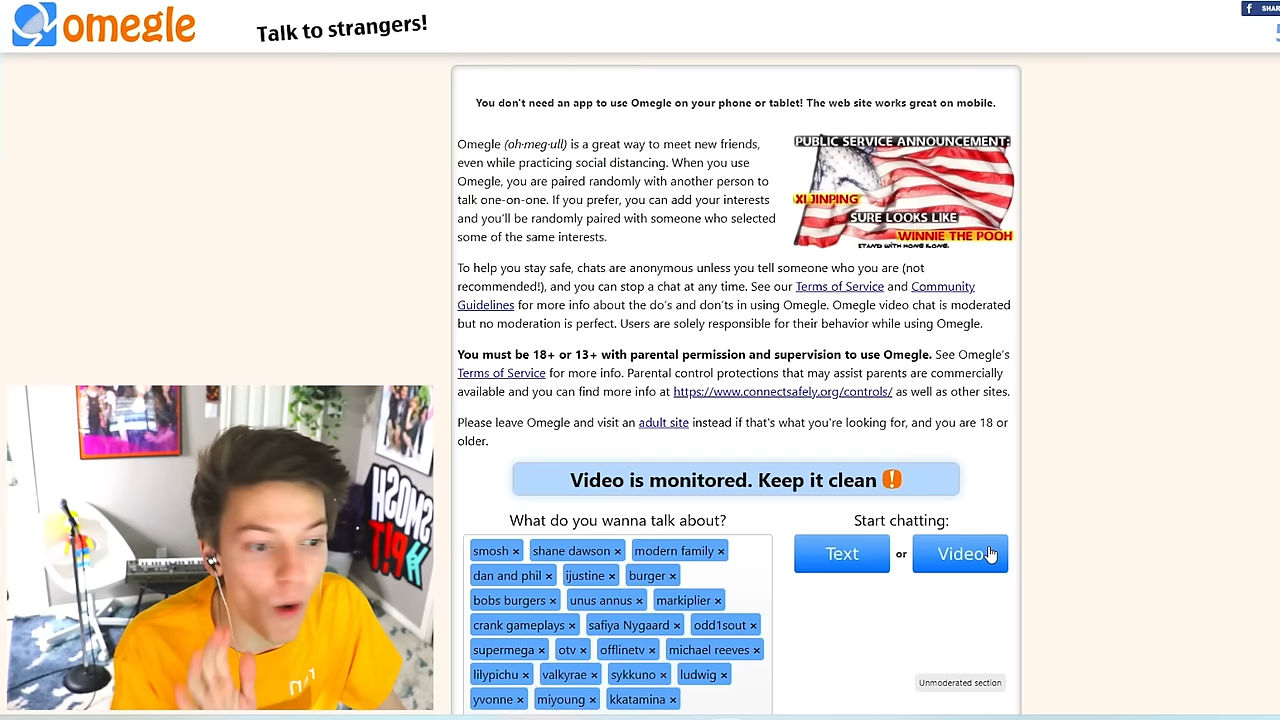 omegle
Talk to strangers!
SHAR
You don't need an app to use Omegle on your phone or tablet! The web site works great on mobile.
Omegle (oh·meg·ull) is a great way to meet new friends,
even while practicing social distancing. When you use
Omegle, you are paired randomly with another person to
talk one-on-one. If you prefer, you can add your interests
and you'll be randomly paired with someone who selected
some of the same interests.
PUBLIC SERVICE ANNOUNCEMENT:
XI JINPING
SURE LOOKS LIKE
WINNIE THE POOH
STAND WITH HONG KONG.
To help you stay safe, chats are anonymous unless you tell someone who you are (not
recommended!), and you can stop a chat at any time. See our Terms of Service and Community
Guidelines for more info about the do's and don'ts in using Omegle. Omegle video chat is moderated
but no moderation is perfect. Users are solely responsible for their behavior while using Omegle.
You must be 18+ or 13+ with parental permission and supervision to use Omegle. See Omegle's
Terms of Service for more info. Parental control protections that may assist parents are commercially
available and you can find more info at https://www.connectsafely.org/controls/ as well as other sites.
Please leave Omegle and visit an adult site instead if that's what you're looking for, and you are 18 or
older.
Video is monitored. Keep it clean !
What do you wanna talk about?
Start chatting:
smosh × shane dawson × modern family ×
dan and phil × ijustine × burger ×
bobs burgers × unus annus × markiplier ×
crank gameplays × safiya Nygaard × odd1sout ×
supermega × otv × offlinetv × michael reeves ×
lilypichu × valkyrae × sykkuno × ludwig ×
yvonne × miyoung × kkatamina ×
Text or Video
Unmoderated section
SMOSH